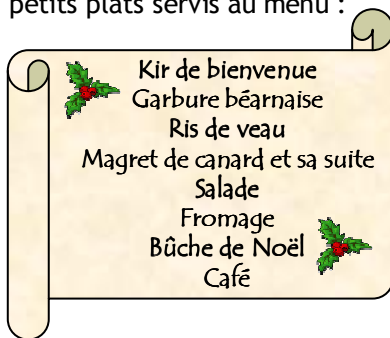 petits plats servis au menu :
Kir de bienvenue
Garbure béarnaise
Ris de veau
Magret de canard et sa suite
Salade
Fromage
Bûche de Noël
Café